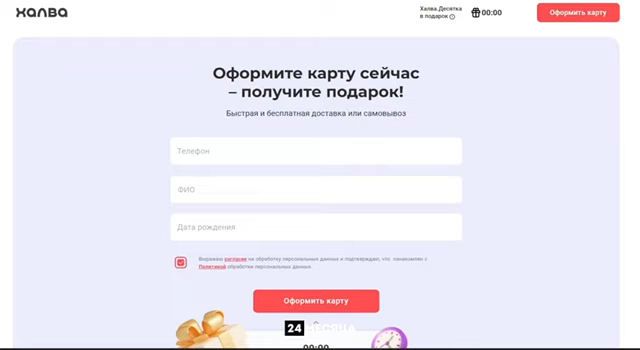 халва
Халва.Десятка
в подарок
00:00
Оформить карту
Оформите карту сейчас
– получите подарок!
Быстрая и бесплатная доставка или самовывоз
Телефон
ФИО
Дата рождения
Выражаю согласие на обработку персональных данных и подтверждаю, что ознакомлен с
Политикой обработки персональных данных.
Оформить карту
24 МЕСЯЦА
00:00